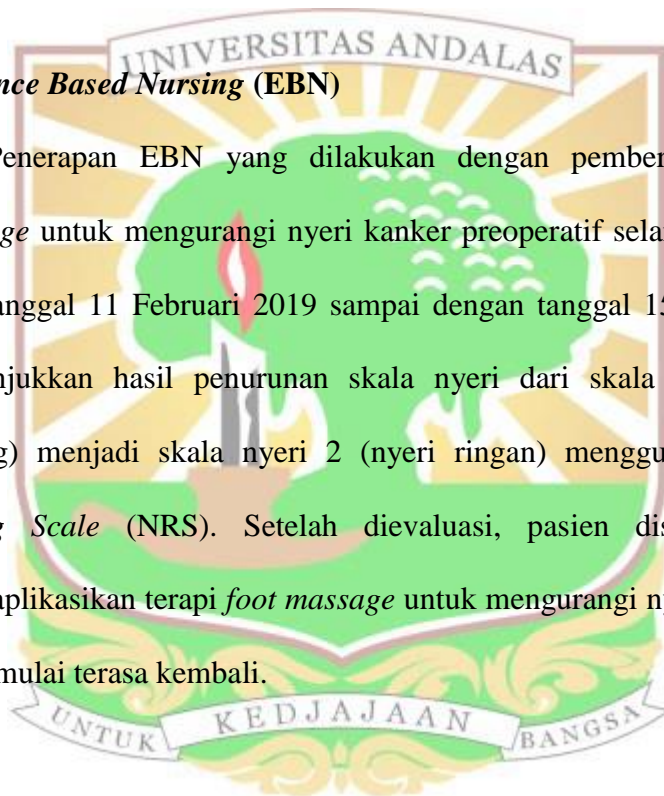 UNIVERSITAS ANDALAS
nce Based Nursing (EBN)
Penerapan EBN yang dilakukan dengan pember
ge untuk mengurangi nyeri kanker preoperatif sela
anggal 11 Februari 2019 sampai dengan tanggal 15
njukkan hasil penurunan skala nyeri dari skala
g) menjadi skala nyeri 2 (nyeri ringan) menggu
g Scale (NRS). Setelah dievaluasi, pasien dis
aplikasikan terapi foot massage untuk mengurangi ny
mulai terasa kembali.
UNTUK KEDJAJAAN BANGSA